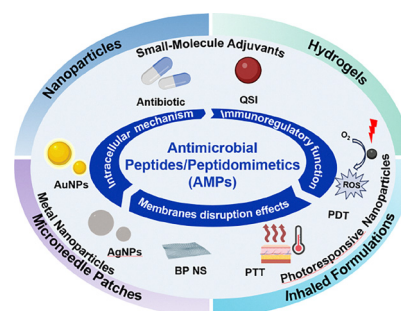 Nanoparticles
Small-Molecule Adjuvants
Hydrogels
Antibiotic
QSI
Intracellular mechanism
Immunoregulatory function
Antimicrobial
Peptides/Peptidomimetics
(AMPs)
Membranes disruption effects
AuNPs
AgNPs
Metal Nanoparticles
Microneedle Patches
BP NS
PTT
O₂
ROS
PDT
Photoresponsive Nanoparticles
Inhaled Formulations